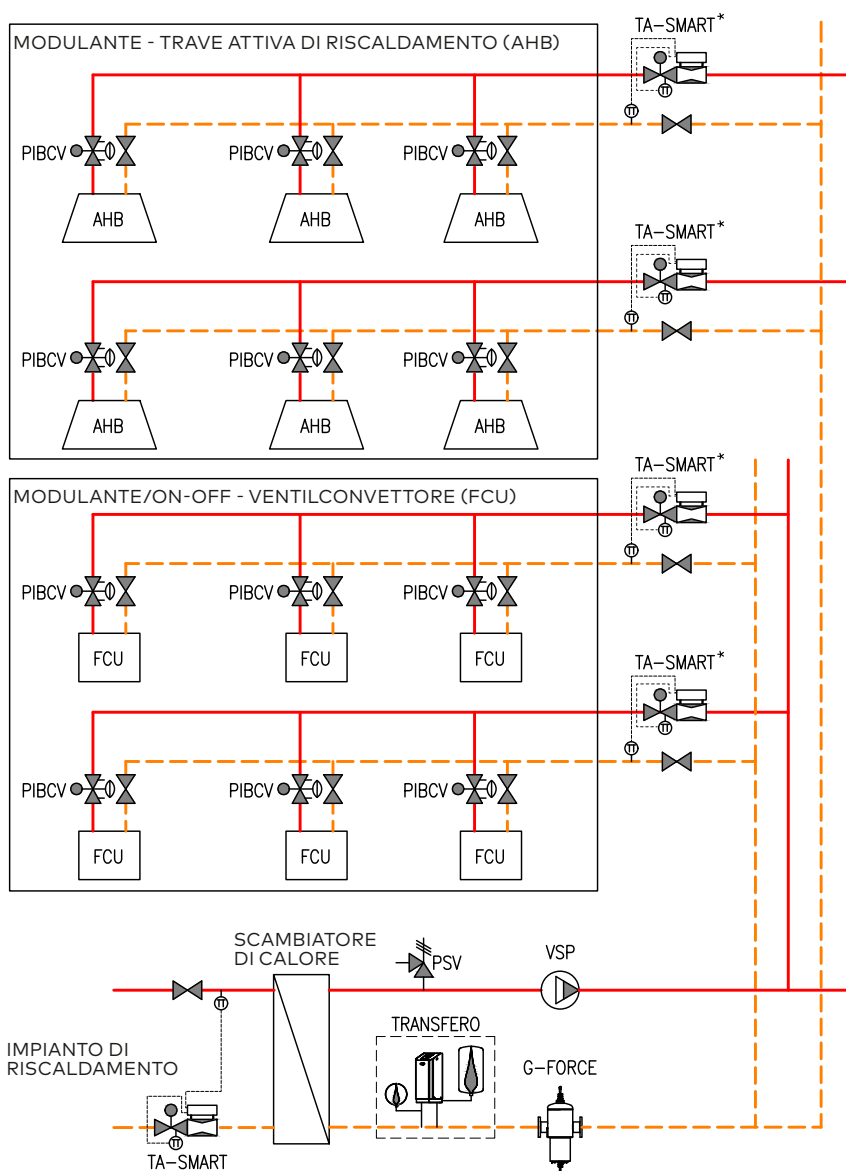 TA-SMART*
MODULANTE - TRAVE ATTIVA DI RISCALDAMENTO (AHB)
PIBCV PIBCV PIBCV
AHB AHB AHB
TA-SMART*
PIBCV PIBCV PIBCV
AHB AHB AHB
TA-SMART*
MODULANTE/ON-OFF - VENTILCONVETTORE (FCU)
PIBCV PIBCV PIBCV
FCU FCU FCU
TA-SMART*
PIBCV PIBCV PIBCV
FCU FCU FCU
SCAMBIATORE
DI CALORE
PSV
VSP
TRANSFERO
IMPIANTO DI
RISCALDAMENTO
G-FORCE
TA-SMART